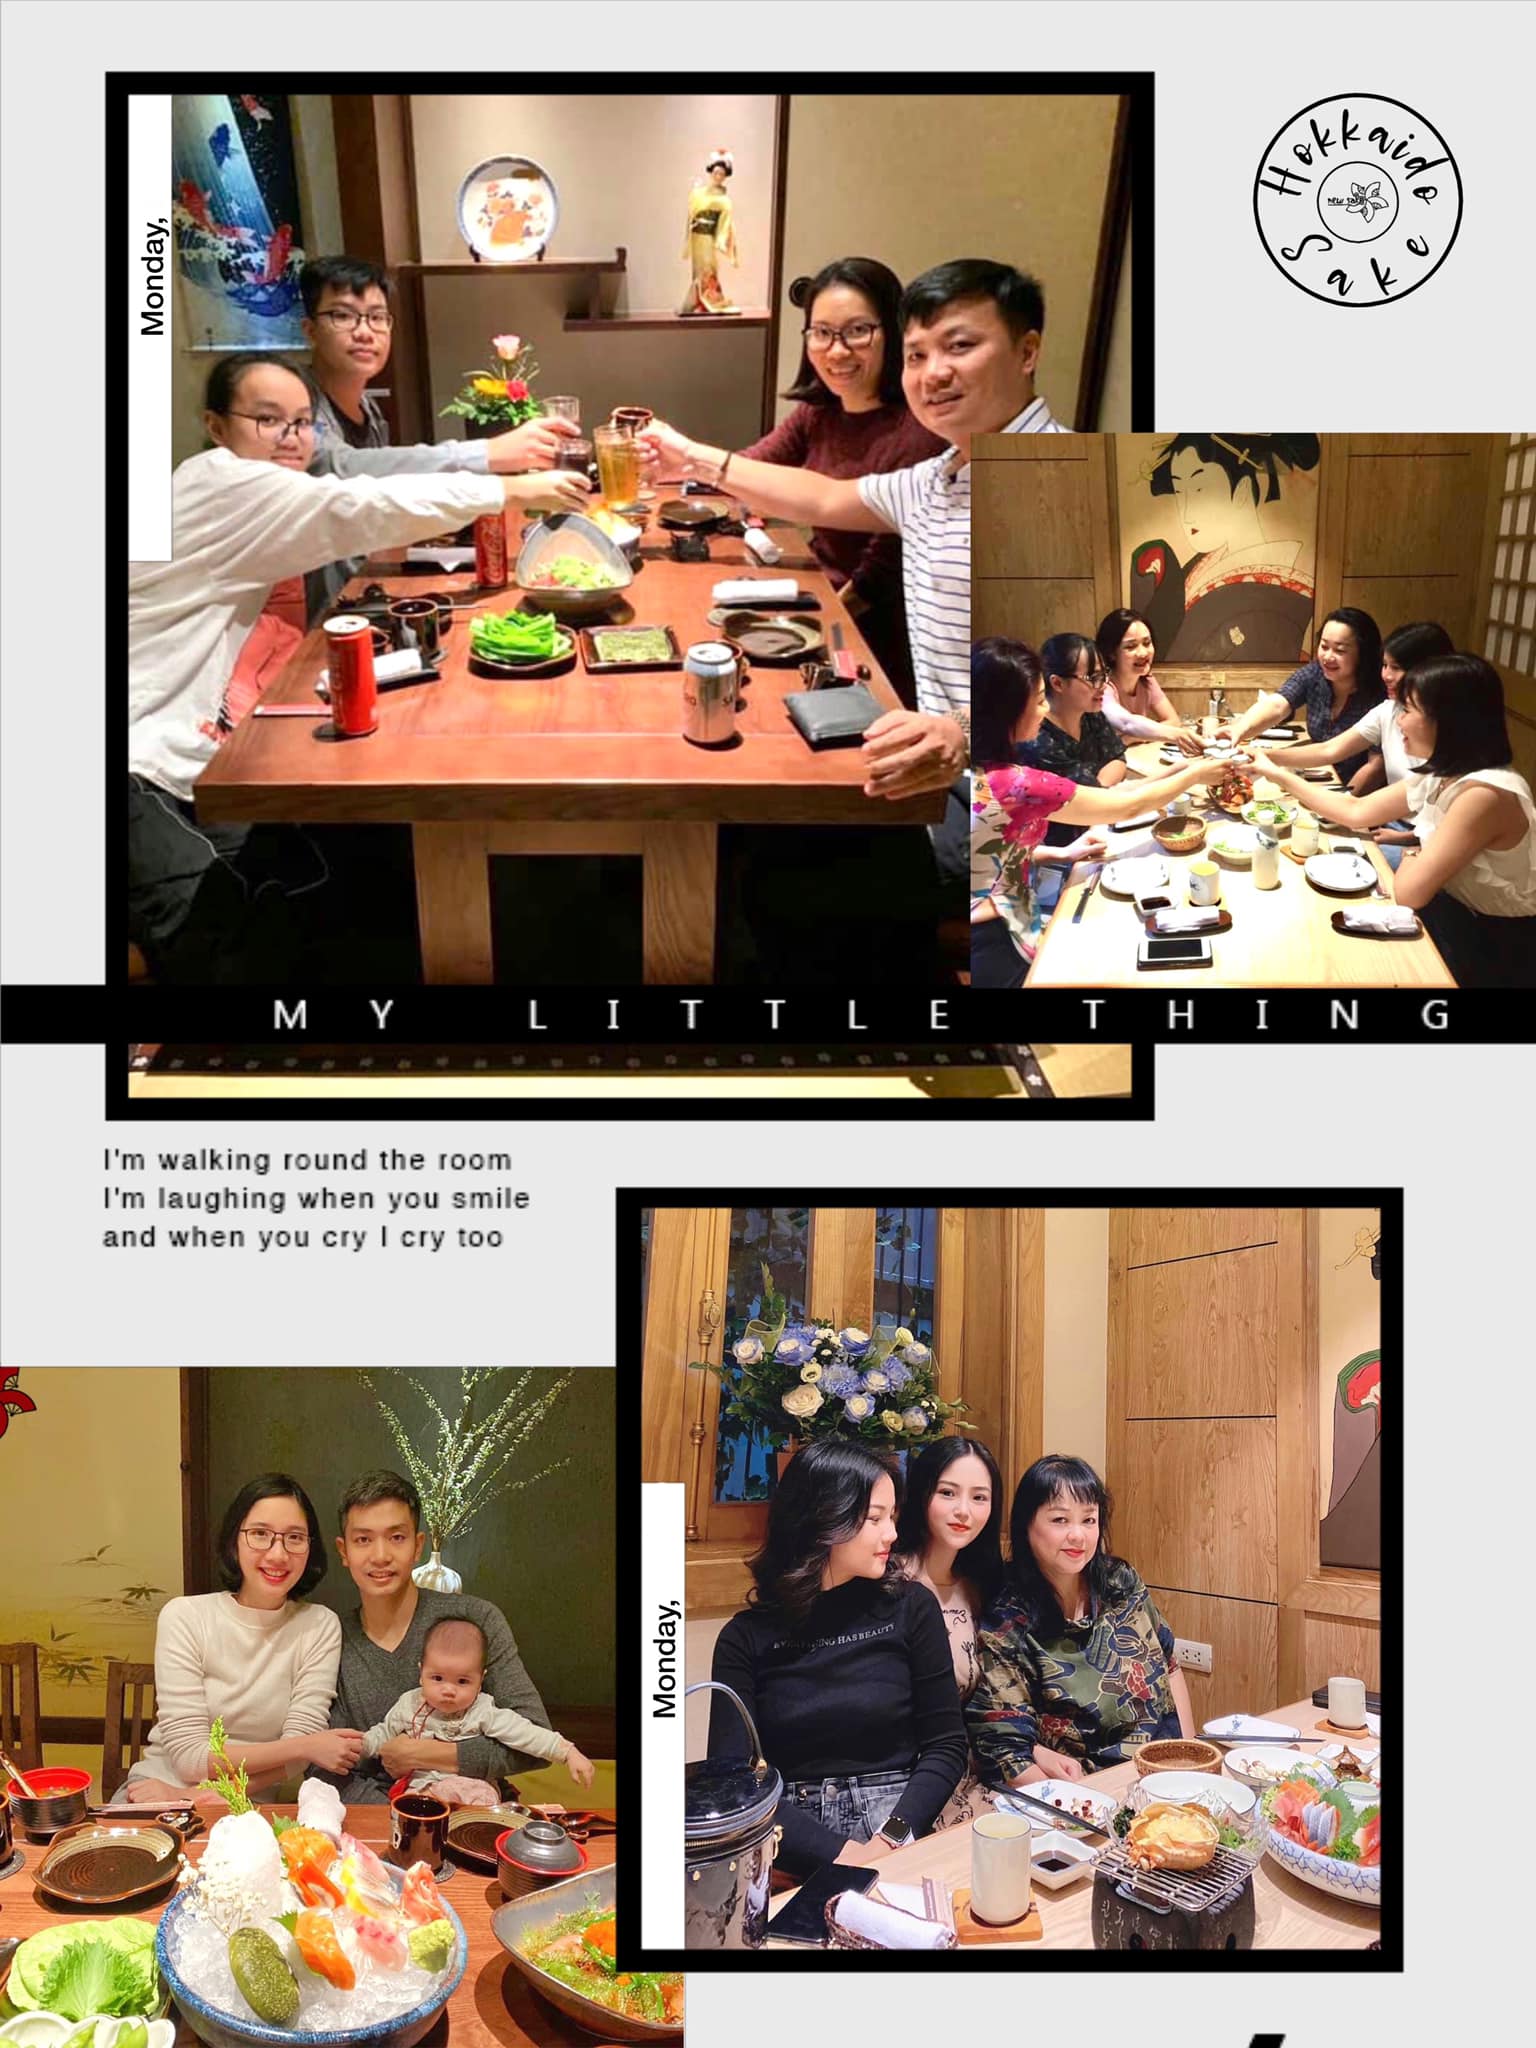 Monday,
Hokkaido
New Sake
Sake
MY LITTLE THING
I'm walking round the room
I'm laughing when you smile
and when you cry I cry too
Monday,
EVERYTHING HAS BEAUTY